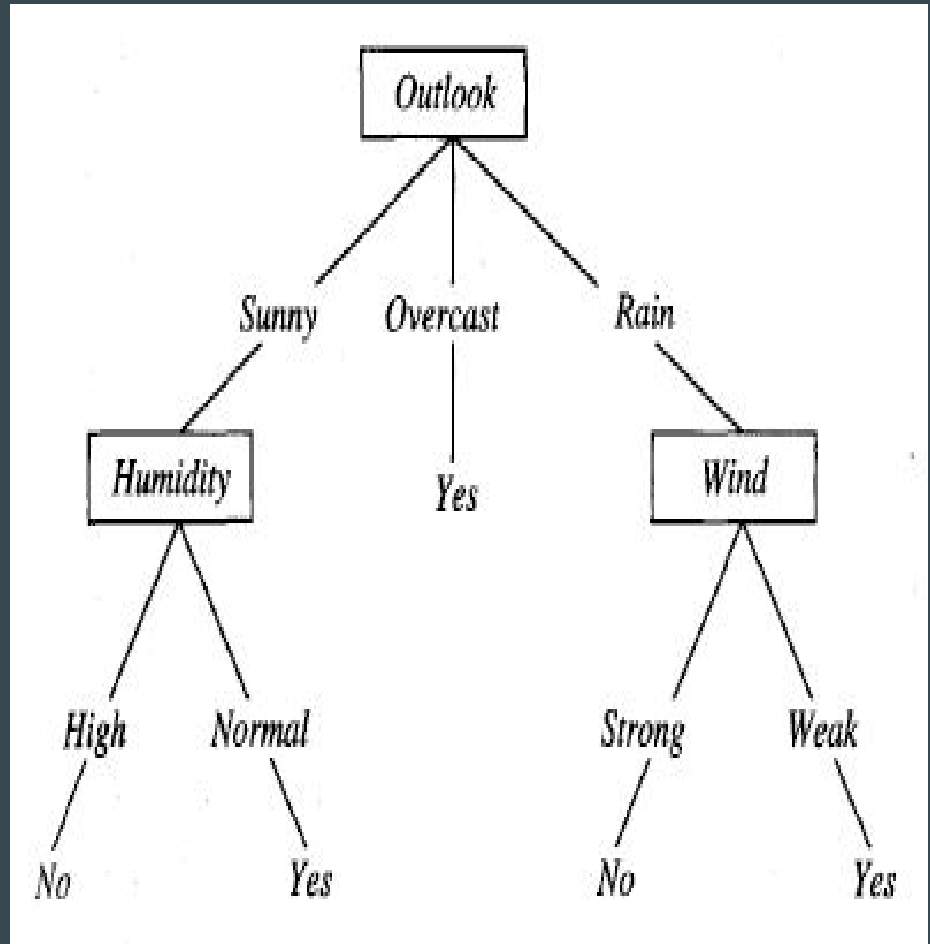 Outlook
Sunny Overcast Rain
Humidity Yes Wind
High Normal Strong Weak
No Yes No Yes